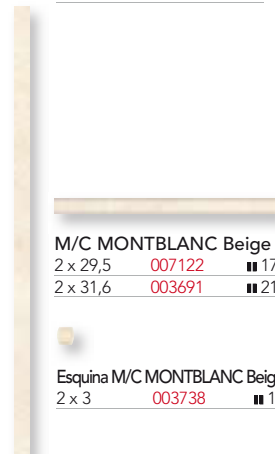 M/C MONTBLANC Beige
2 x 29,5 007122 17
2 x 31,6 003691 21
Esquina M/C MONTBLANC Beig
2 x 3 003738 1